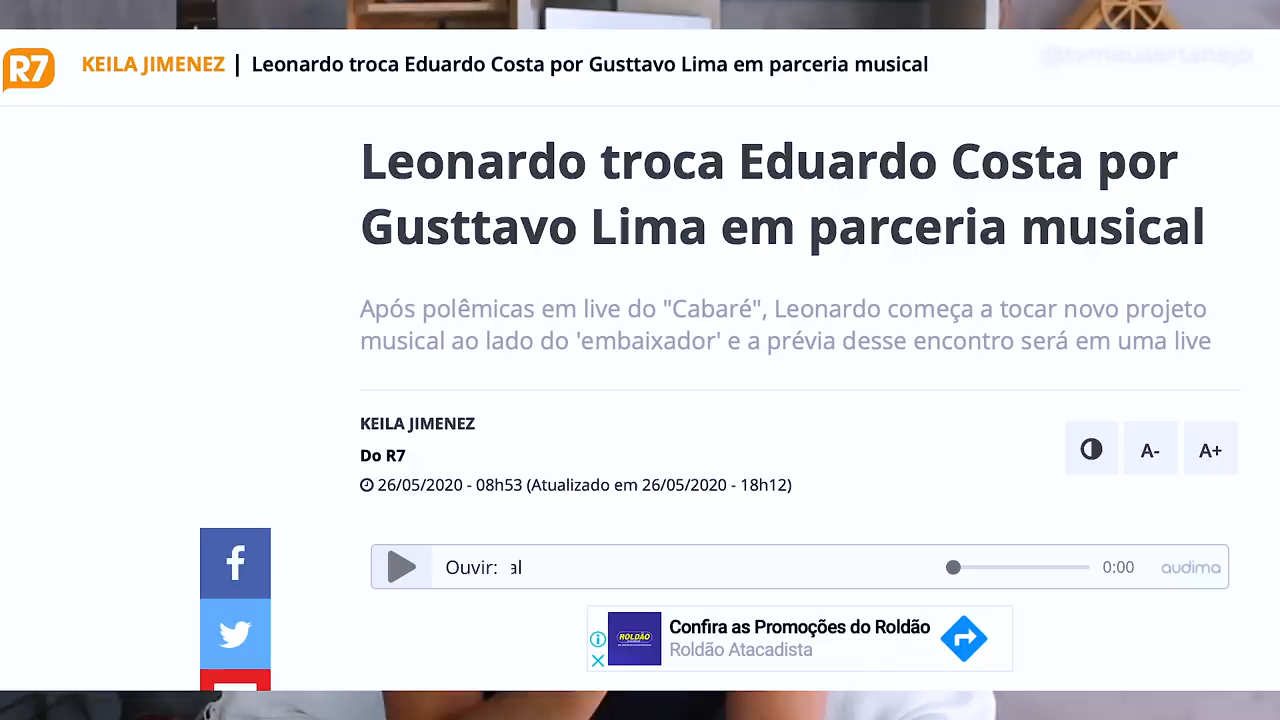 R7 KEILA JIMENEZ | Leonardo troca Eduardo Costa por Gusttavo Lima em parceria musical
Leonardo troca Eduardo Costa por
Gusttavo Lima em parceria musical
Após polêmicas em live do "Cabaré", Leonardo começa a tocar novo projeto
musical ao lado do 'embaixador' e a prévia desse encontro será em uma live
KEILA JIMENEZ
Do R7
26/05/2020 - 08h53 (Atualizado em 26/05/2020 - 18h12)
A- A+
Ouvir: al 0:00 audima
ROLDÃO
Confira as Promoções do Roldão
Roldão Atacadista